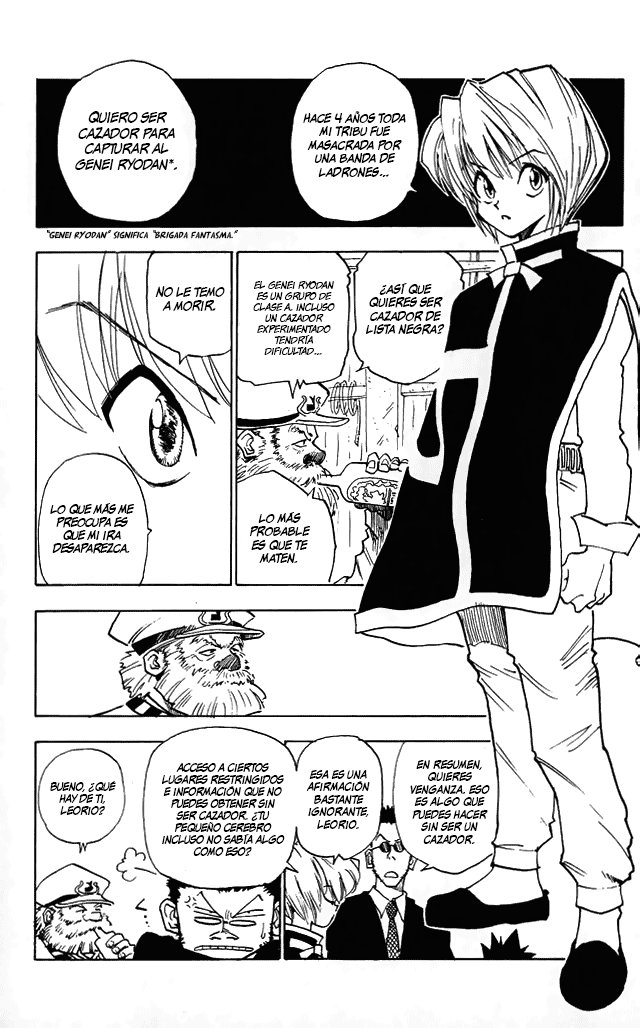 HACE 4 AÑOS TODA
MI TRIBU FUE
MASACRADA POR
UNA BANDA DE
LADRONES...
QUIERO SER
CAZADOR PARA
CAPTURAR AL
GENEI RYODAN*.
*"GENEI RYODAN" SIGNIFICA "BRIGADA FANTASMA."
¿ASÍ QUE
QUIERES SER
CAZADOR DE
LISTA NEGRA?
EL GENEI RYODAN
ES UN GRUPO DE
CLASE A. INCLUSO
UN CAZADOR
EXPERIMENTADO
TENDRÍA
DIFICULTAD...
LO MÁS
PROBABLE
ES QUE TE
MATEN.
NO LE TEMO
A MORIR.
LO QUE MÁS ME
PREOCUPA ES
QUE MI IRA
DESAPAREZCA.
EN RESUMEN,
QUIERES
VENGANZA. ESO
ES ALGO QUE
PUEDES HACER
SIN SER UN
CAZADOR.
ESA ES UNA
AFIRMACIÓN
BASTANTE
IGNORANTE,
LEORIO.
ACCESO A CIERTOS
LUGARES RESTRINGIDOS
E INFORMACIÓN QUE NO
PUEDES OBTENER SIN
SER CAZADOR. ¿TU
PEQUEÑO CEREBRO
INCLUSO NO SABÍA ALGO
COMO ESO?
BUENO, ¿QUÉ
HAY DE TI,
LEORIO?